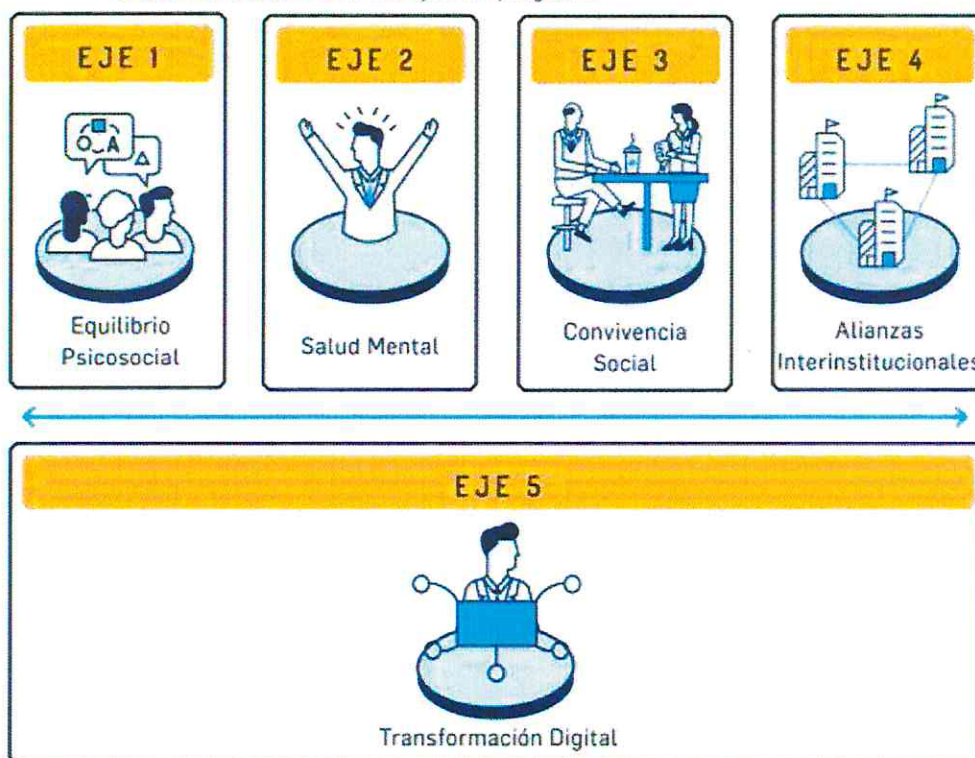 EJE 1
EJE 2
EJE 3
EJE 4
Equilibrio
Psicosocial
Salud Mental
Convivencia
Social
Alianzas
Interinstitucionales
EJE 5
Transformación Digital